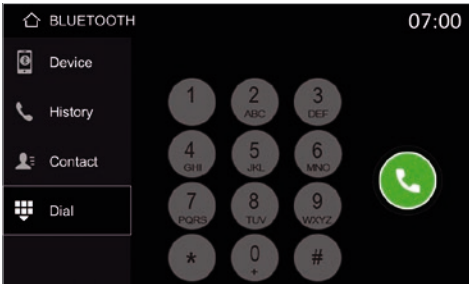 BLUETOOTH 07:00
Device
History
Contact
Dial
1 2 3
ABC DEF
4 5 6
GHI JKL MNO
7 8 9
PQRS TUV WXYZ
* 0 #
+